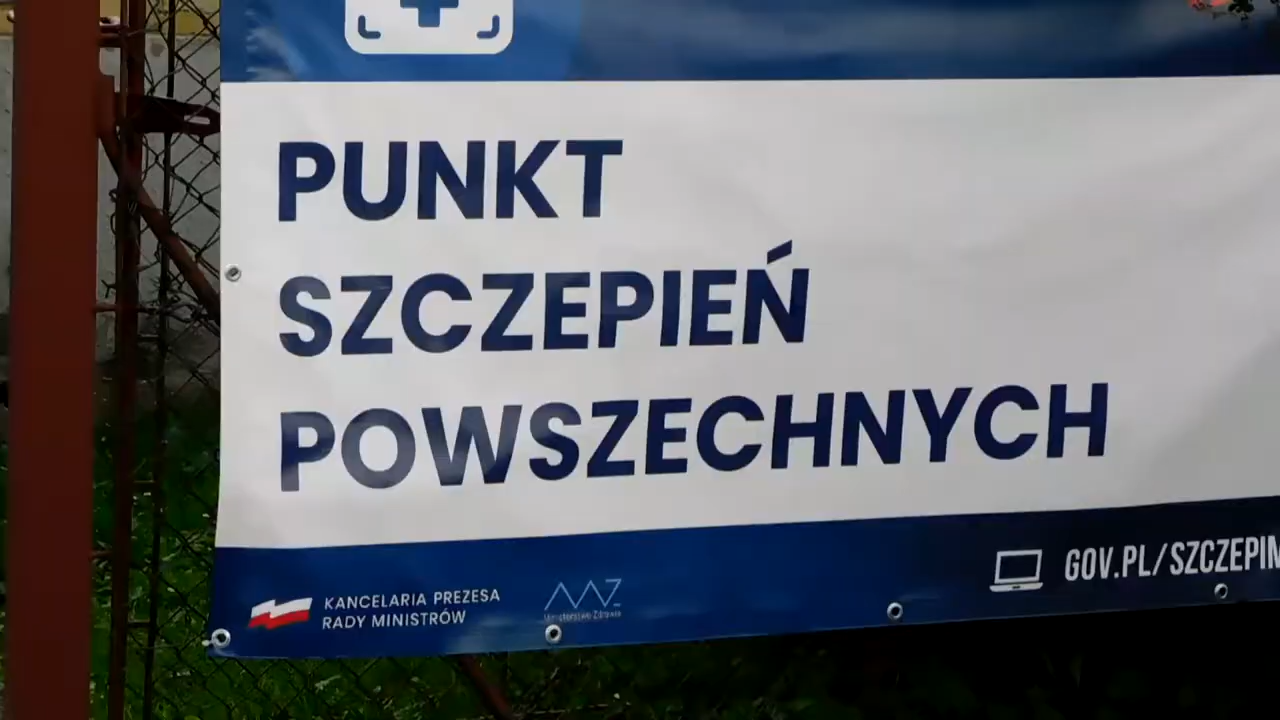 PUNKT
SZCZEPIEŃ
POWSZECHNYCH
KANCELARIA PREZESA
RADY MINISTRÓW
Ministerstwo Zdrowia
GOV.PL/SZCZEPIM